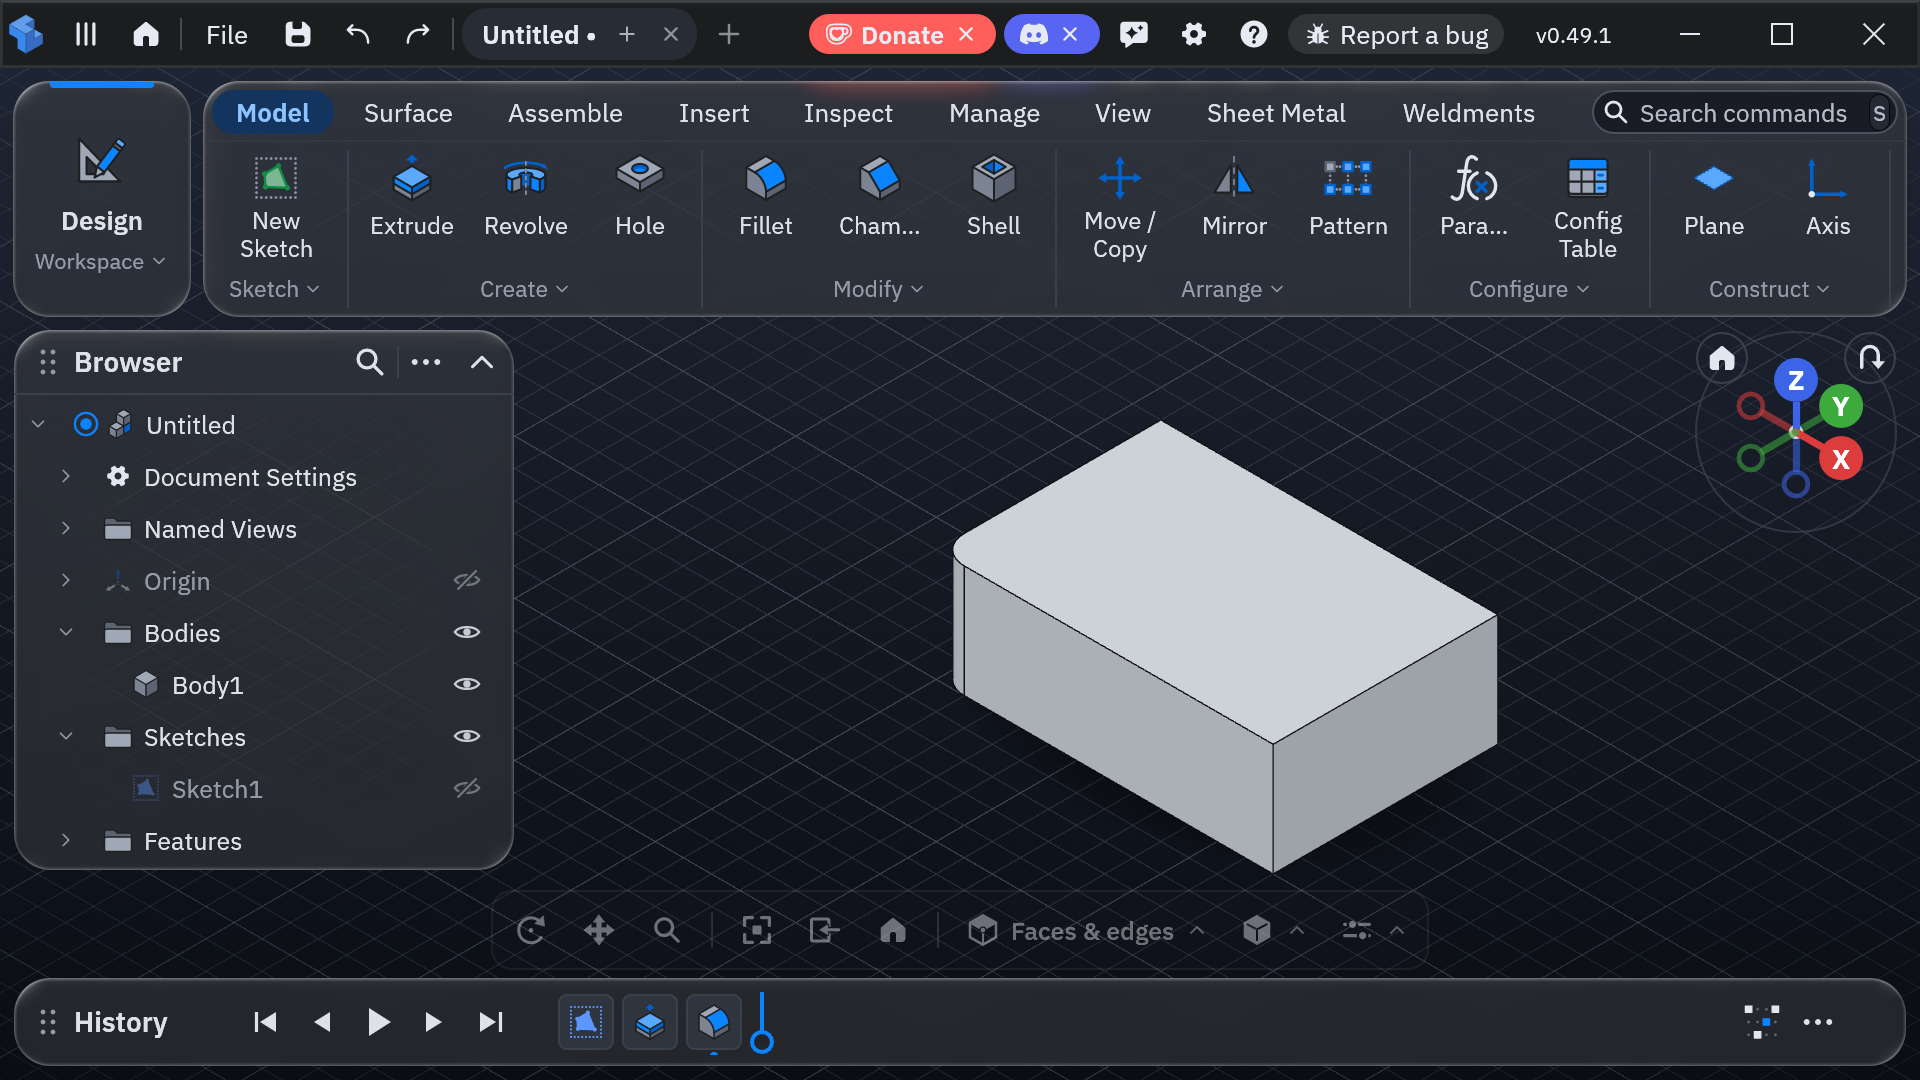 File
Untitled
Donate
Report a bug
v0.49.1
Design
Workspace
Model
Surface
Assemble
Insert
Inspect
Manage
View
Sheet Metal
Weldments
Search commands
S
New
Sketch
Extrude
Revolve
Hole
Fillet
Cham...
Shell
Move /
Copy
Mirror
Pattern
Para...
Config
Table
Plane
Axis
Sketch
Create
Modify
Arrange
Configure
Construct
Browser
Untitled
Document Settings
Named Views
Origin
Bodies
Body1
Sketches
Sketch1
Features
Z
Y
X
Faces & edges
History